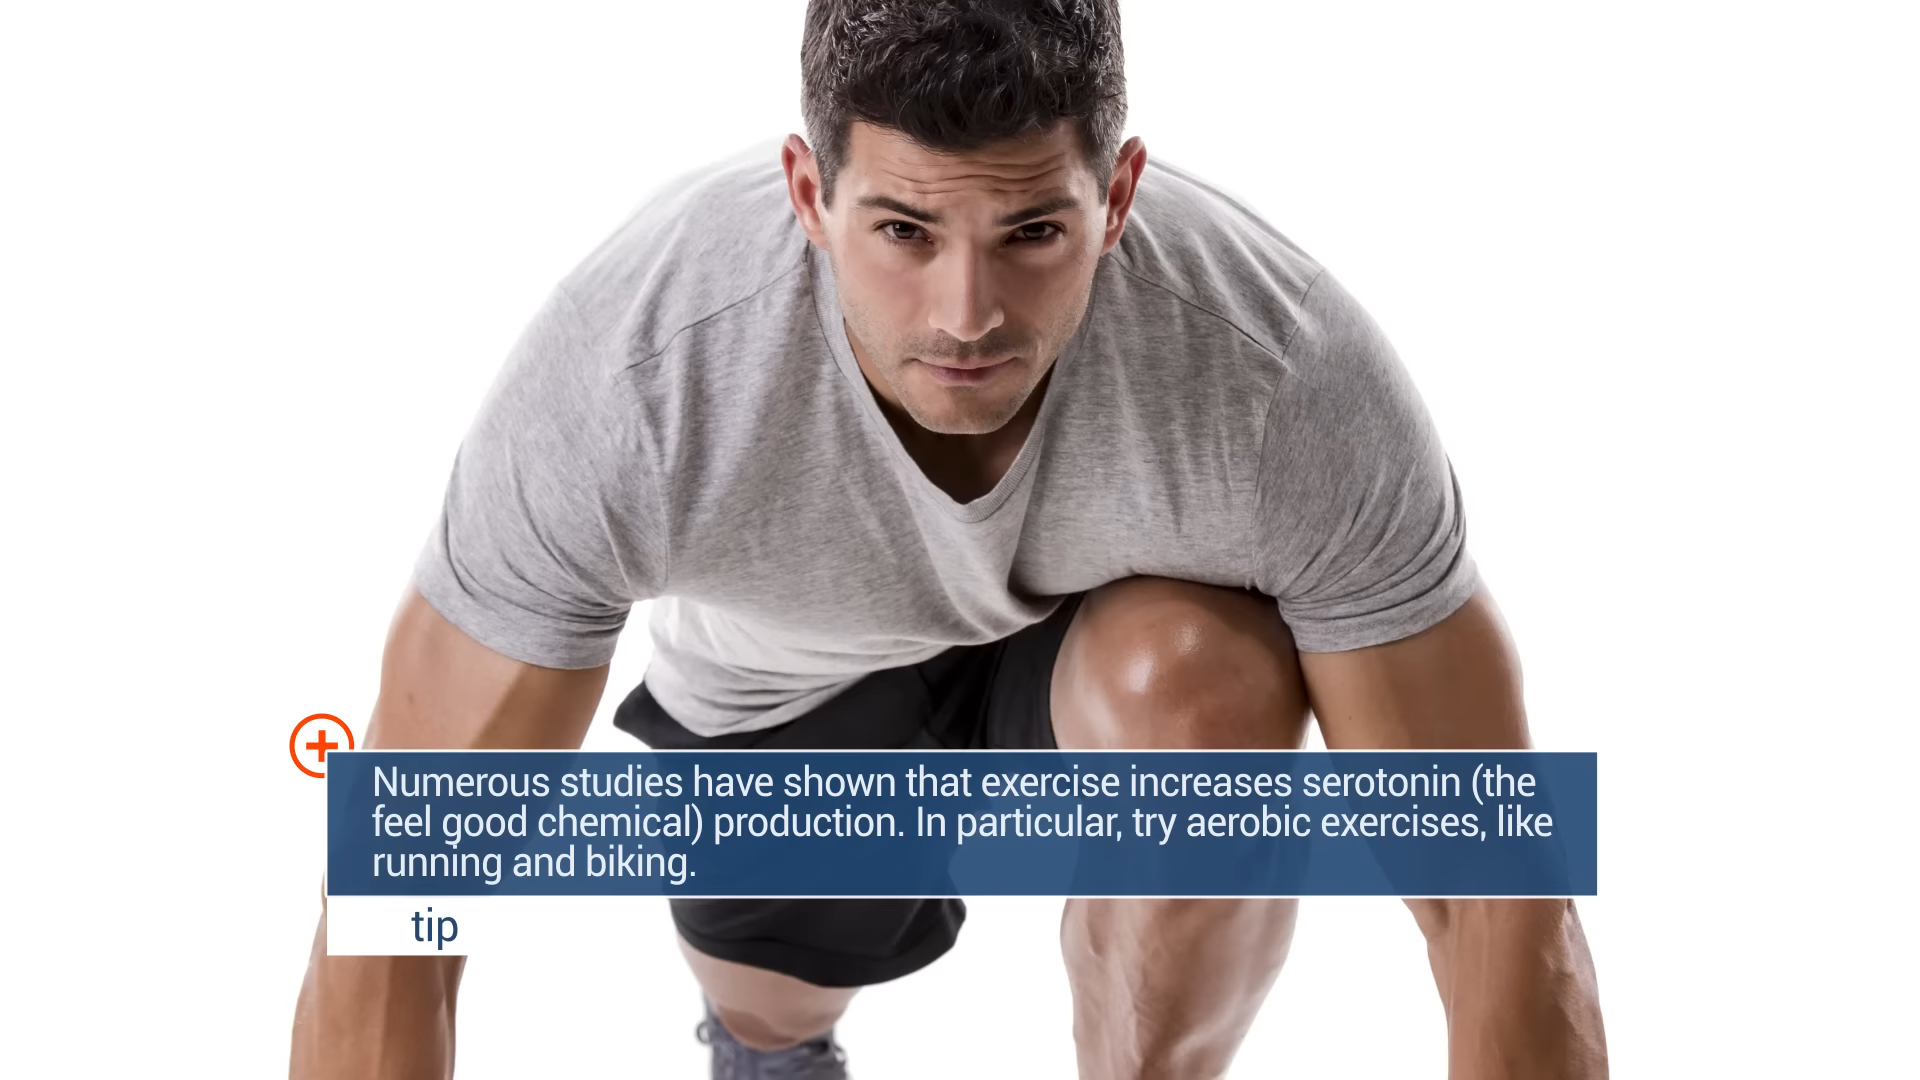 Numerous studies have shown that exercise increases serotonin (the
feel good chemical) production. In particular, try aerobic exercises, like
running and biking.
tip